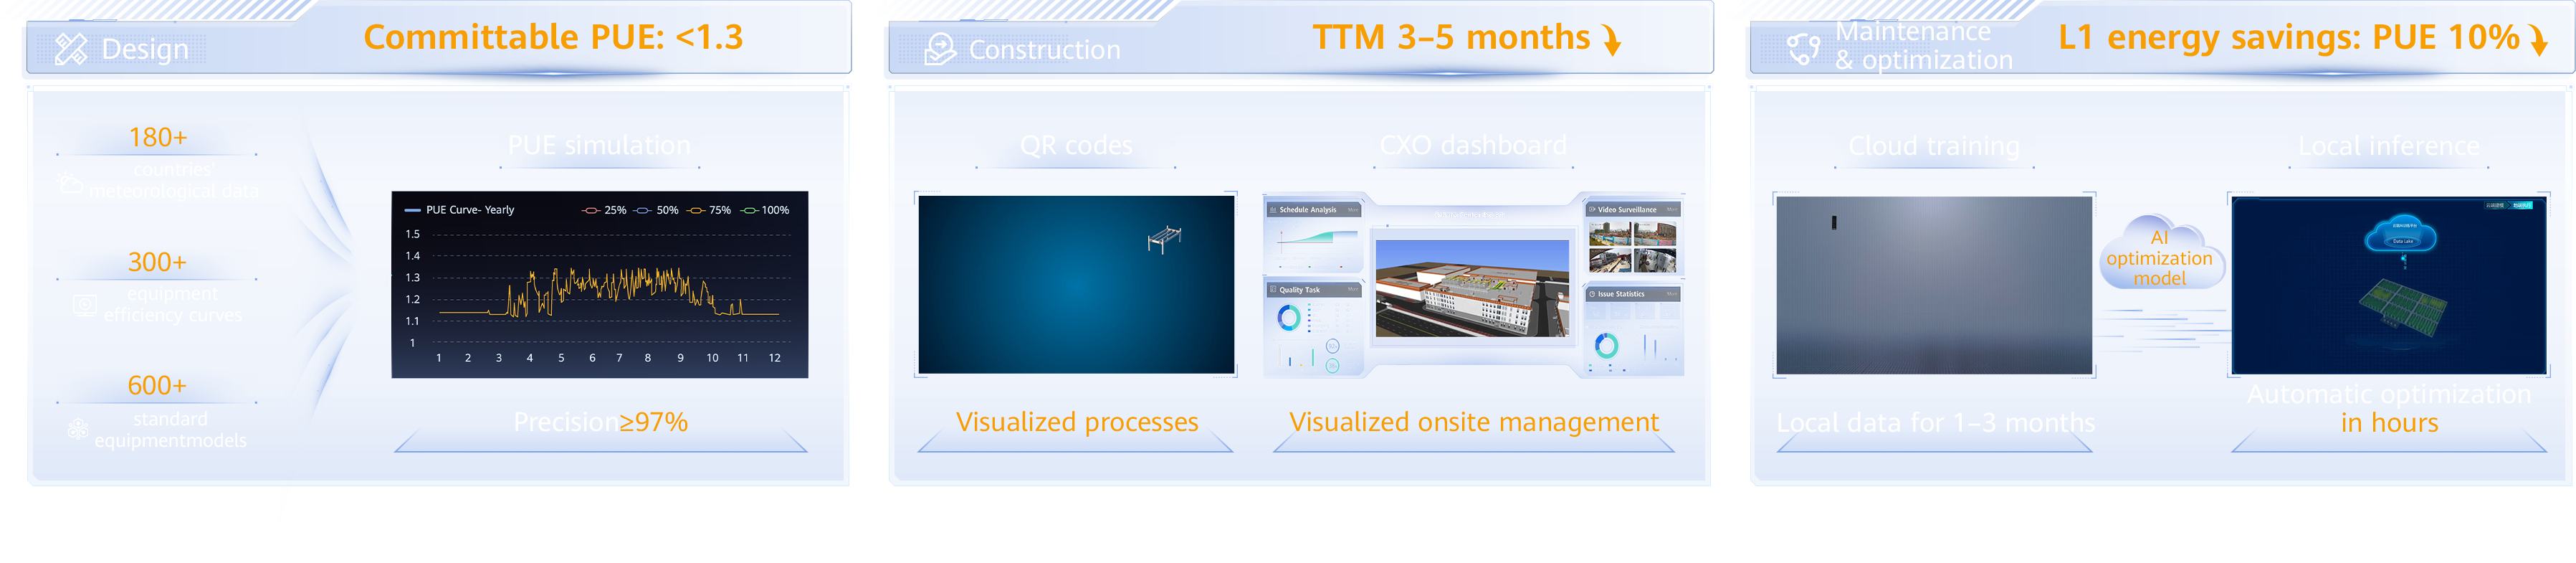 Design
Committable PUE: <1.3
180+
countries'
meteorological data
300+
equipment
efficiency curves
600+
standard
equipmentmodels
PUE simulation
PUE Curve- Yearly
25%
50%
75%
100%
1.5
1.4
1.3
1.2
1.1
1
1 2 3 4 5 6 7 8 9 10 11 12
Precision≥97%
Construction
TTM 3–5 months
QR codes
Visualized processes
CXO dashboard
Schedule Analysis
More
Quality Task
More
Video Surveillance
More
Issue Statistics
More
Visualized onsite management
Maintenance
& optimization
L1 energy savings: PUE 10%
Cloud training
Local data for 1–3 months
AI
optimization
model
Local inference
Data Lake
Automatic optimization
in hours